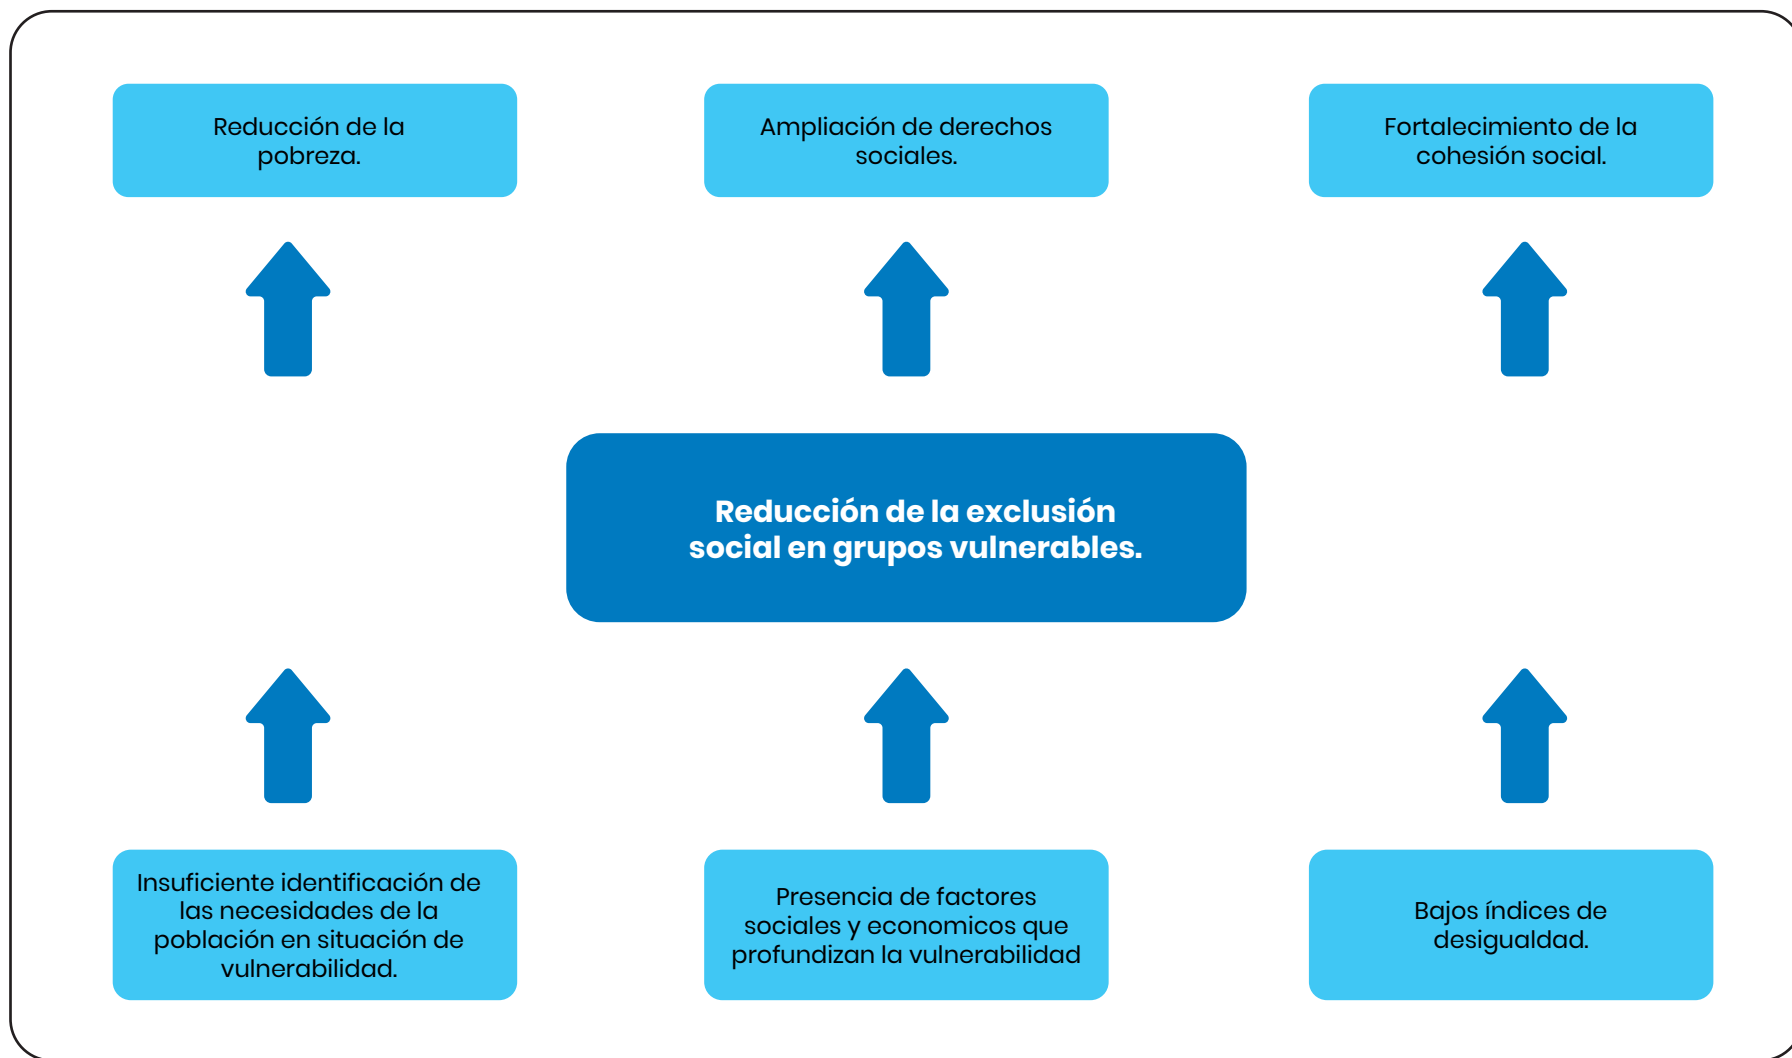 Reducción de la
pobreza.
Ampliación de derechos
sociales.
Fortalecimiento de la
cohesión social.
Reducción de la exclusión
social en grupos vulnerables.
Insuficiente identificación de
las necesidades de la
población en situación de
vulnerabilidad.
Presencia de factores
sociales y economicos que
profundizan la vulnerabilidad
Bajos índices de
desigualdad.